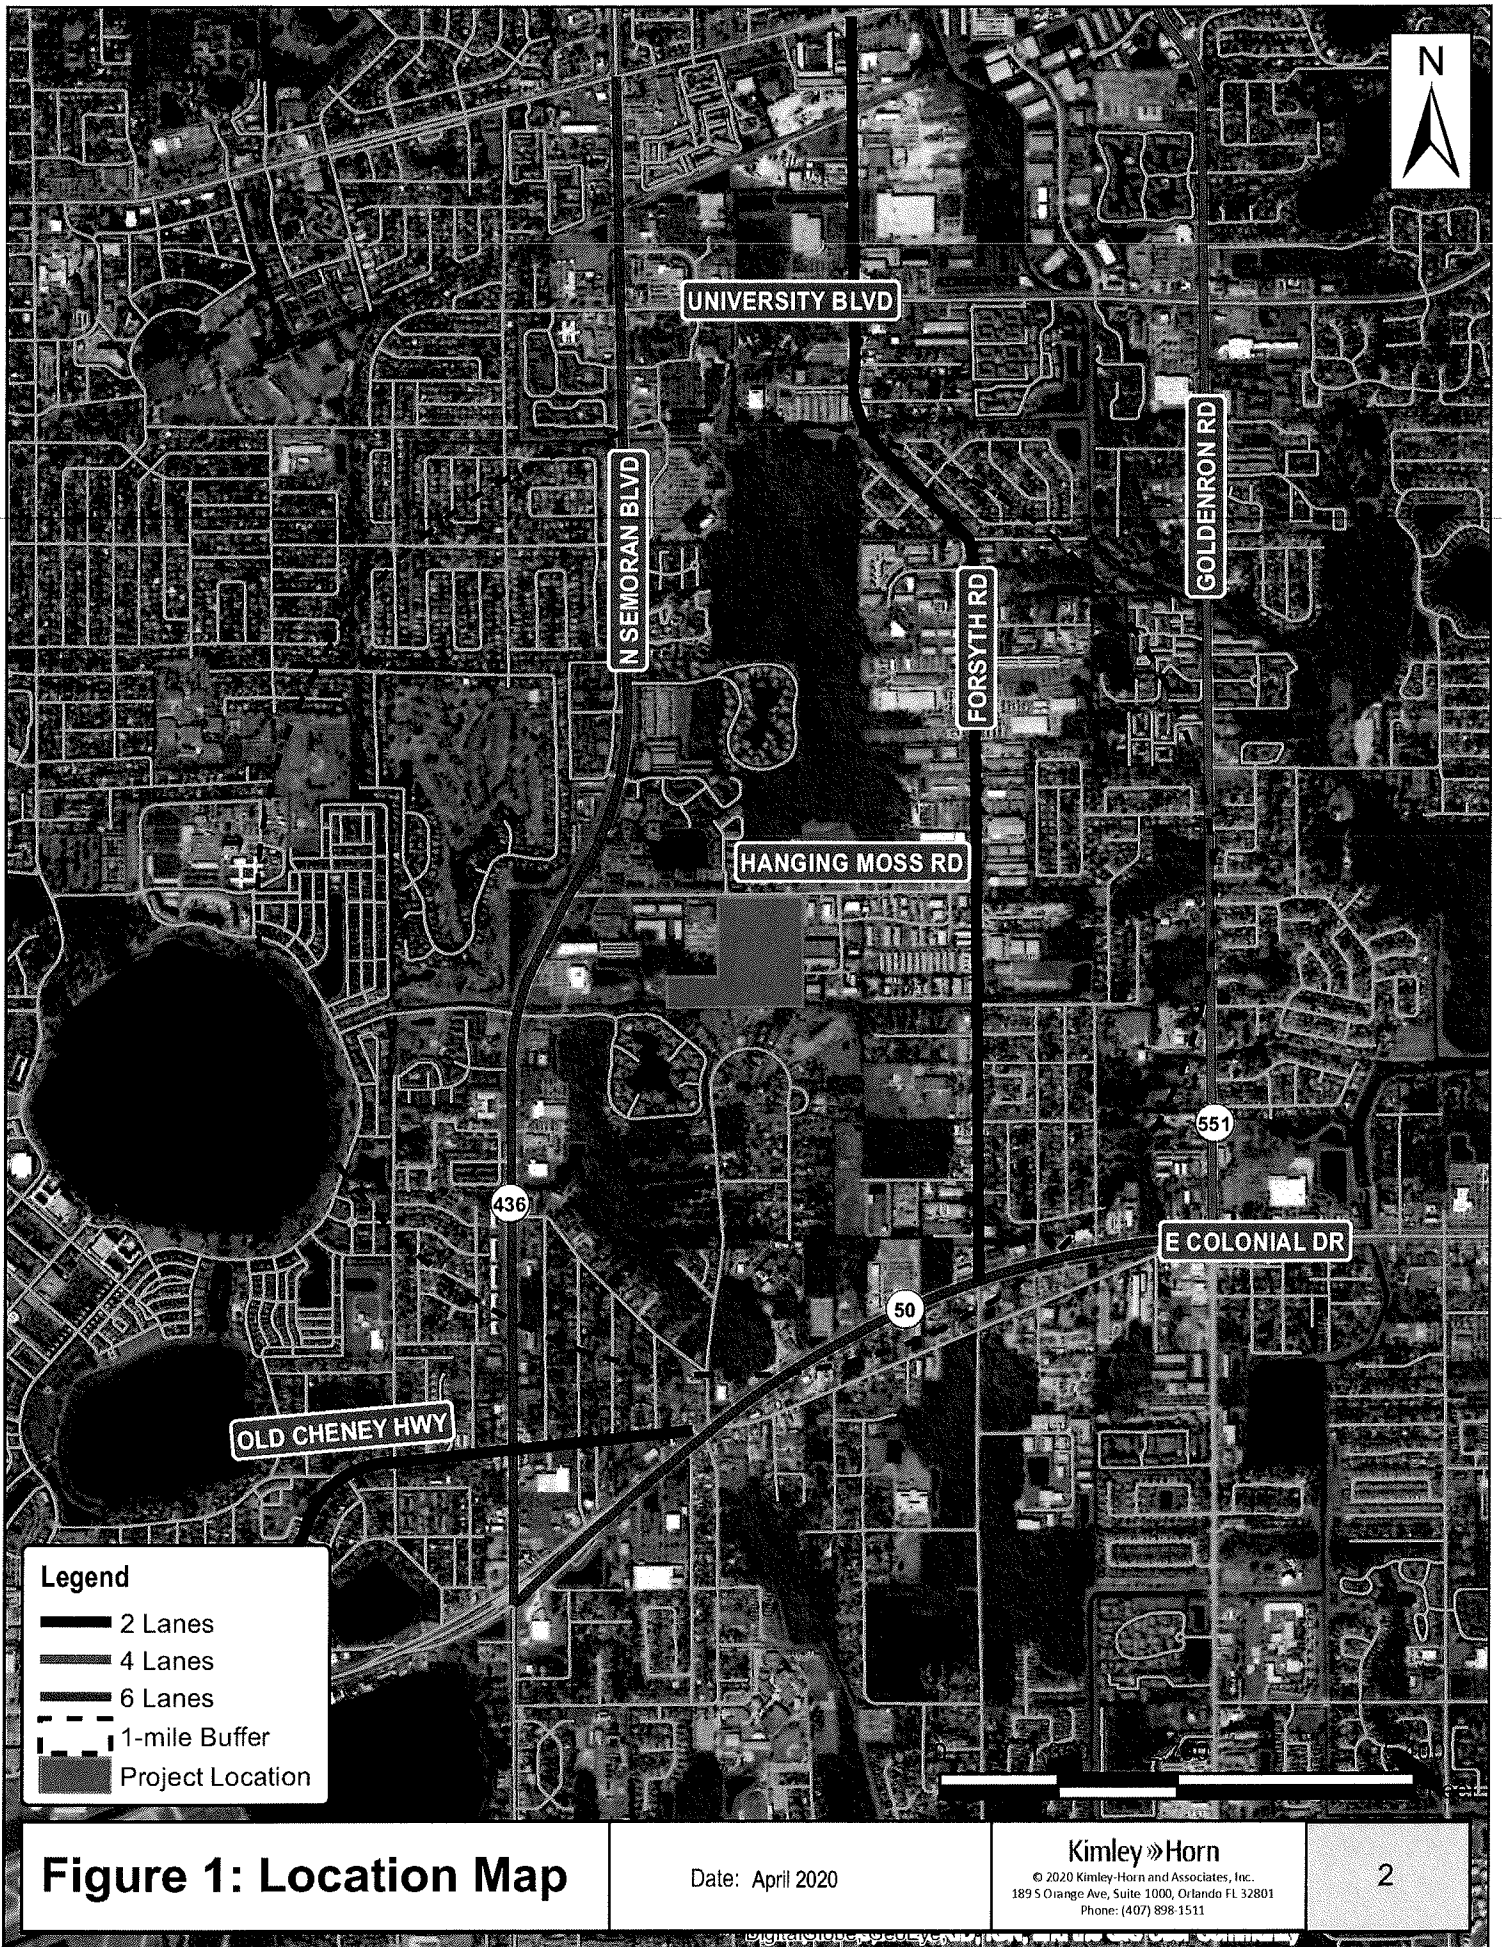 N
UNIVERSITY BLVD
GOLDENRON RD
N SEMORAN BLVD
FORSYTH RD
HANGING MOSS RD
551
436
E COLONIAL DR
50
OLD CHENEY HWY
Legend
2 Lanes
4 Lanes
6 Lanes
1-mile Buffer
Project Location
Figure 1: Location Map
Date: April 2020
Kimley»Horn
© 2020 Kimley-Horn and Associates, Inc.
189 S Orange Ave, Suite 1000, Orlando FL 32801
Phone: (407) 898-1511
2